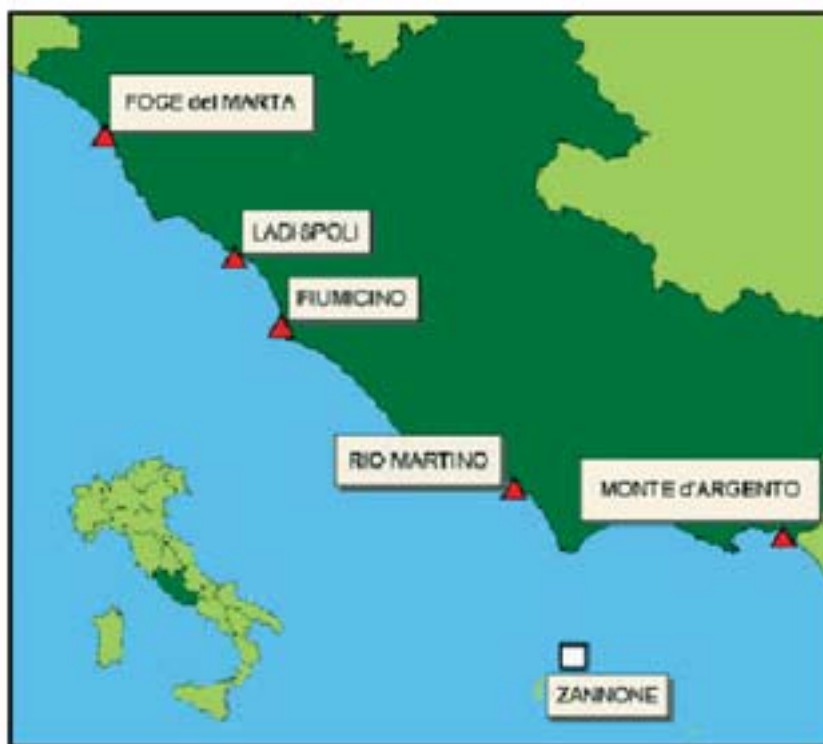 FOGE del MARTA
LADISPOLI
FIUMICINO
RIO MARTINO
MONTE d'ARGENTO
ZANNONE